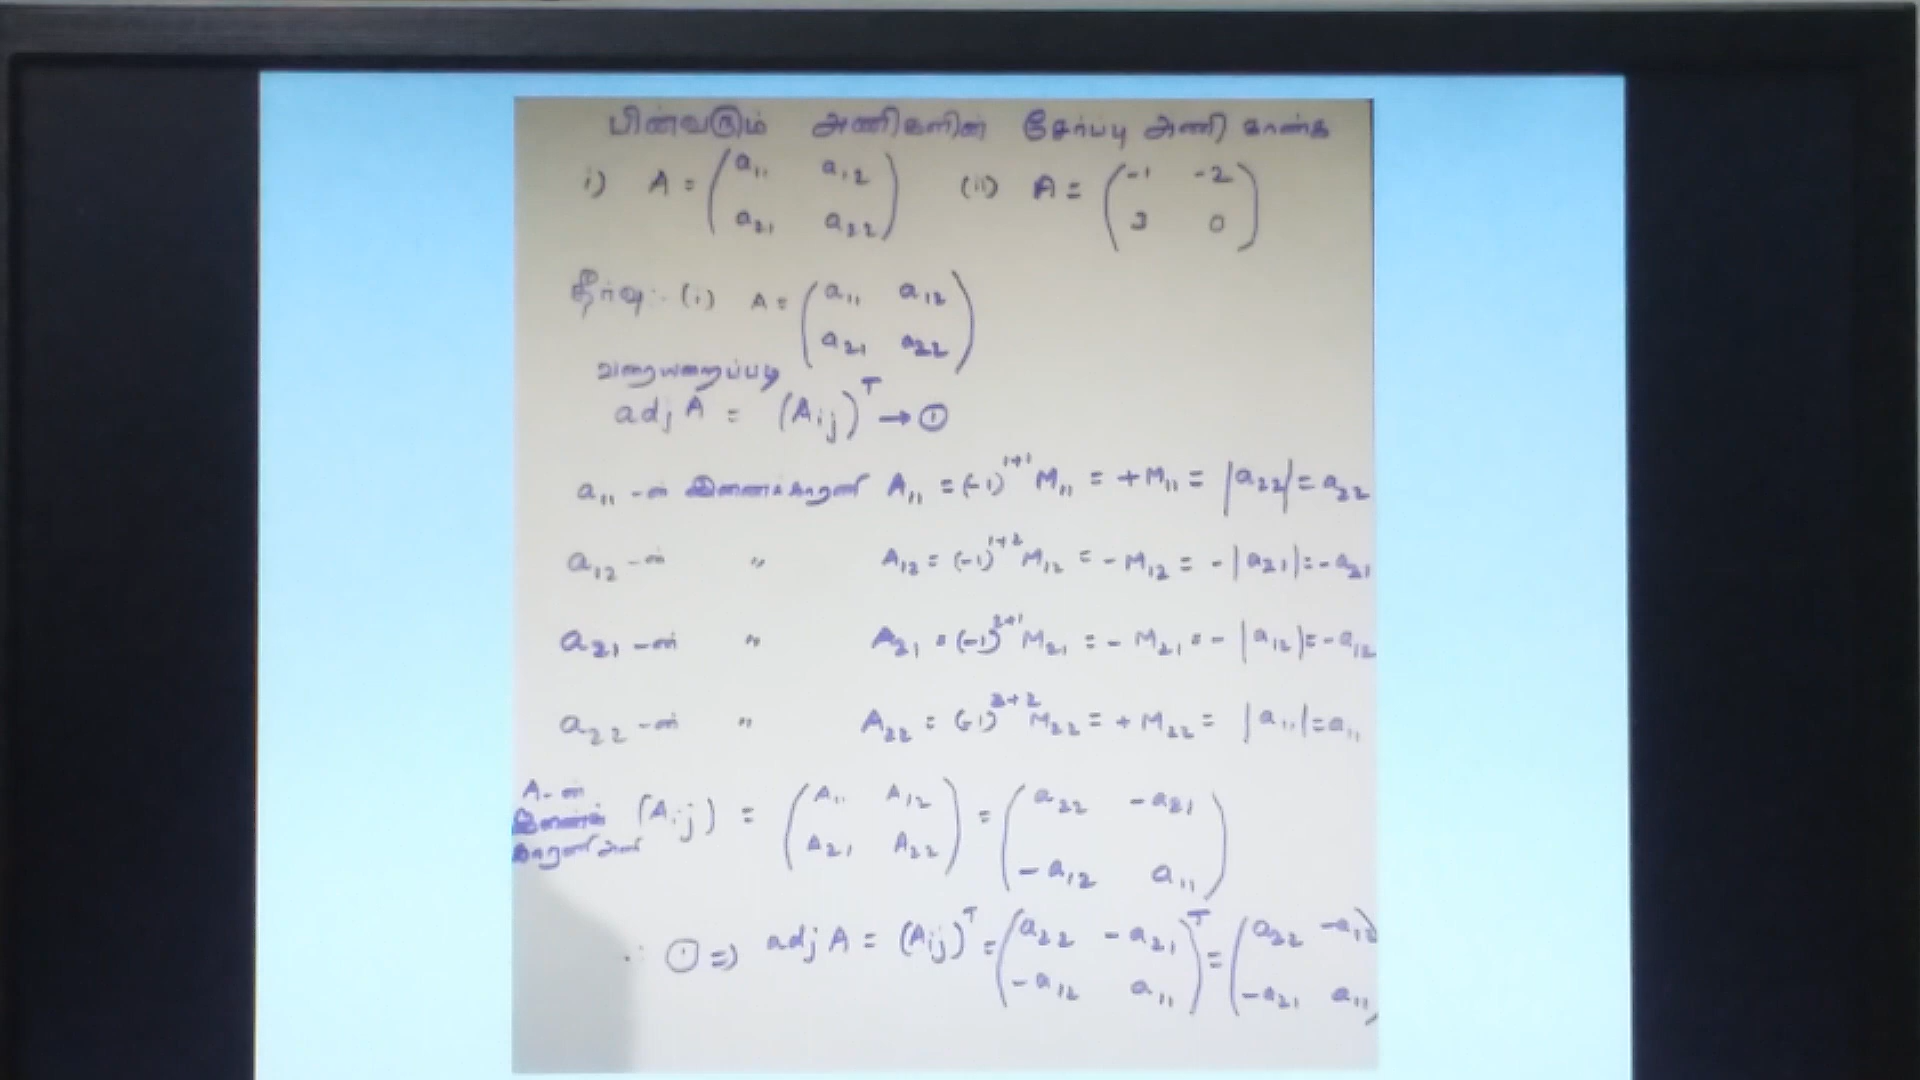 பின்வரும் அணிகளின் சேர்ப்பு அணி காண்க
i) A = (a₁₁ a₁₂ (ii) A = (-1 -2
a₂₁ a₂₂) 3 0)
தீர்வு:- (i) A = (a₁₁ a₁₂
a₂₁ a₂₂)
வரையறைப்படி
adj A = (Aij)ᵀ → ①
a₁₁ -ன் இணைக்காரணி A₁₁ = (-1)¹⁺¹ M₁₁ = +M₁₁ = |a₂₂| = a₂₂
a₁₂ -ன் " A₁₂ = (-1)¹⁺² M₁₂ = - M₁₂ = - |a₂₁| = - a₂₁
a₂₁ -ன் " A₂₁ = (-1)²⁺¹ M₂₁ = - M₂₁ = - |a₁₂| = - a₁₂
a₂₂ -ன் " A₂₂ = (-1)²⁺² M₂₂ = + M₂₂ = |a₁₁| = a₁₁
A-ன்
இணைக் (Aij) = (A₁₁ A₁₂ = (a₂₂ -a₂₁
A₂₁ A₂₂) -a₁₂ a₁₁)
∴ ① => adj A = (Aij)ᵀ = (a₂₂ -a₂₁)ᵀ = (a₂₂ -a₁₂
-a₁₂ a₁₁ -a₂₁ a₁₁)